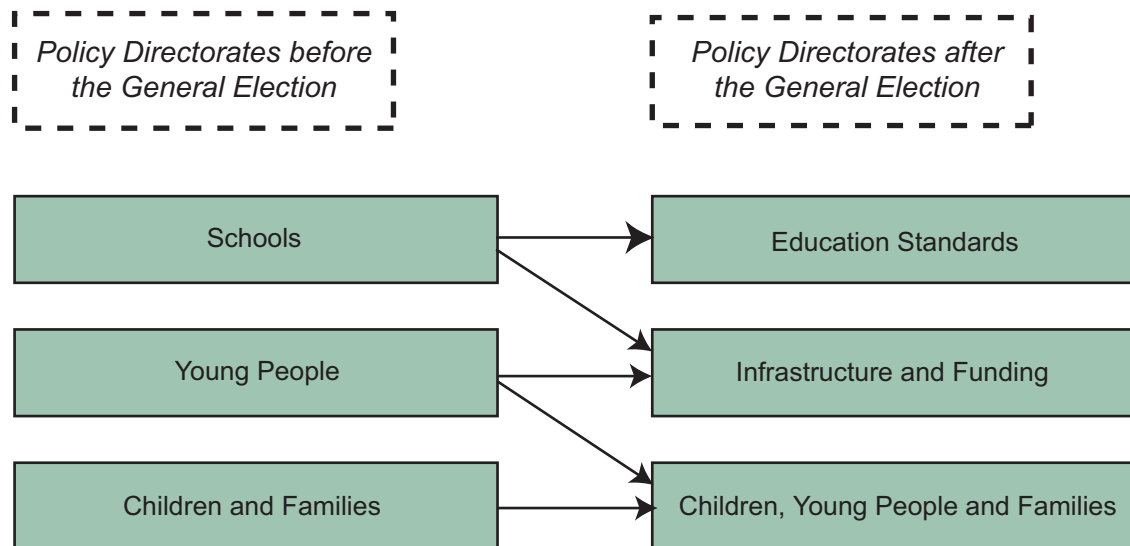 Policy Directorates before
the General Election
Policy Directorates after
the General Election
Schools
Education Standards
Young People
Infrastructure and Funding
Children and Families
Children, Young People and Families